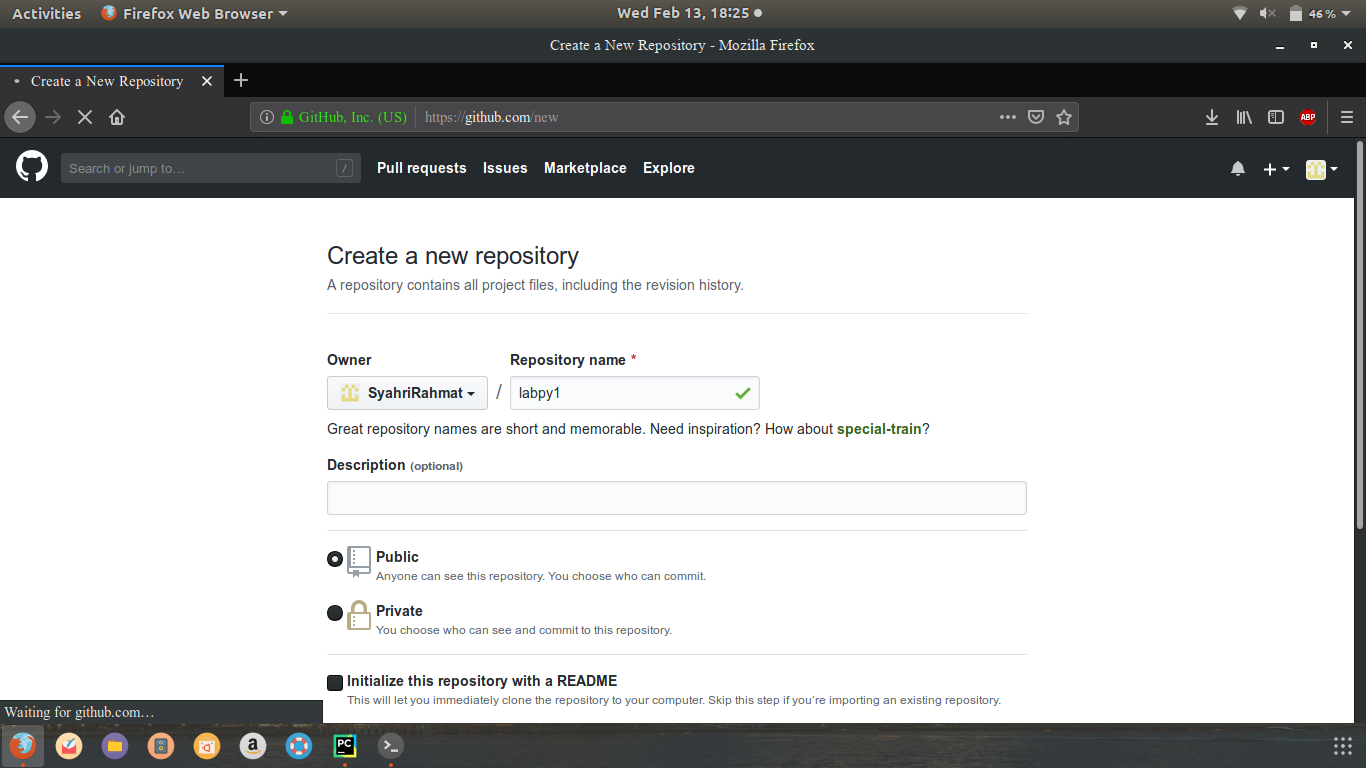 Activities Firefox Web Browser Wed Feb 13, 18:25 46 %
Create a New Repository - Mozilla Firefox
Create a New Repository
GitHub, Inc. (US) https://github.com/new ABP
Search or jump to… / Pull requests Issues Marketplace Explore
Create a new repository
A repository contains all project files, including the revision history.
Owner Repository name *
SyahriRahmat / labpy1
Great repository names are short and memorable. Need inspiration? How about special-train?
Description (optional)
Public
Anyone can see this repository. You choose who can commit.
Private
You choose who can see and commit to this repository.
Initialize this repository with a README
This will let you immediately clone the repository to your computer. Skip this step if you’re importing an existing repository.
Waiting for github.com…
a PC